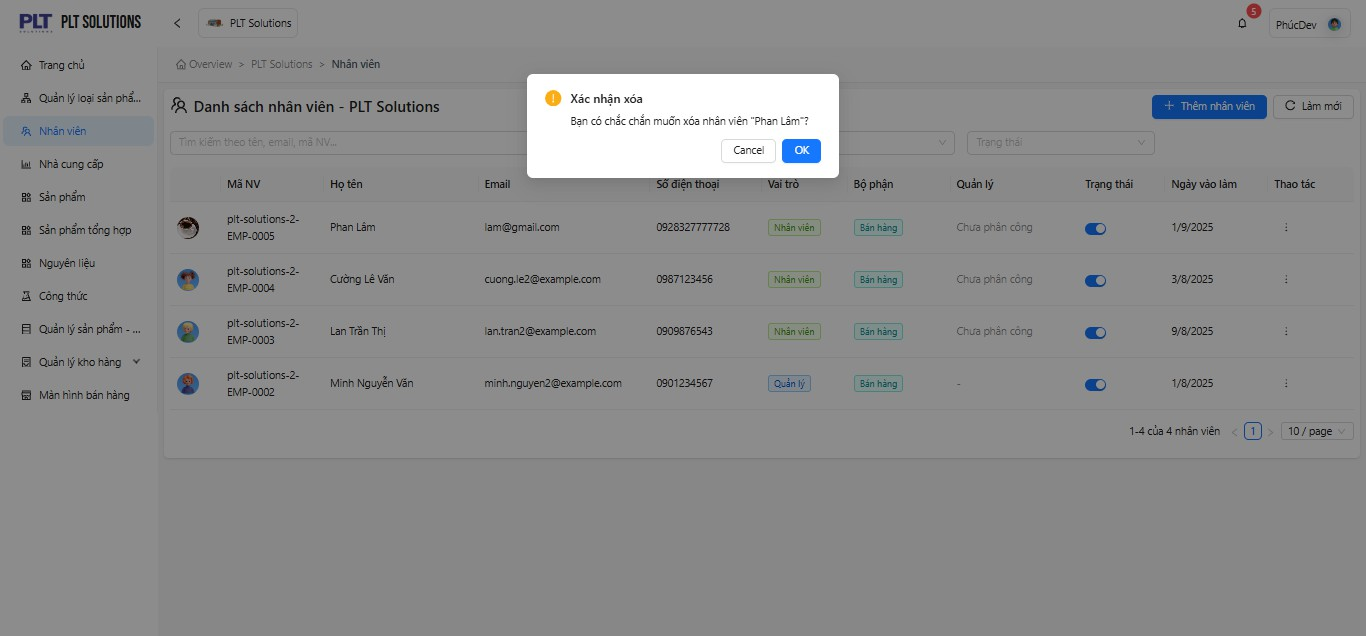 PLT SOLUTIONS
PLT SOLUTIONS
PLT Solutions
5
PhúcDev
Trang chủ
Quản lý loại sản phẩ...
Nhân viên
Nhà cung cấp
Sản phẩm
Sản phẩm tổng hợp
Nguyên liệu
Công thức
Quản lý sản phẩm - ...
Quản lý kho hàng
Màn hình bán hàng
Overview > PLT Solutions > Nhân viên
Danh sách nhân viên - PLT Solutions
+ Thêm nhân viên
Làm mới
Tìm kiếm theo tên, email, mã NV...
Trạng thái
Xác nhận xóa
Bạn có chắc chắn muốn xóa nhân viên "Phan Lâm"?
Cancel
OK
Mã NV Họ tên Email Số điện thoại Vai trò Bộ phận Quản lý Trạng thái Ngày vào làm Thao tác
plt-solutions-2-
EMP-0005 Phan Lâm lam@gmail.com 0928327777728 Nhân viên Bán hàng Chưa phân công 1/9/2025
plt-solutions-2-
EMP-0004 Cường Lê Văn cuong.le2@example.com 0987123456 Nhân viên Bán hàng Chưa phân công 3/8/2025
plt-solutions-2-
EMP-0003 Lan Trần Thị lan.tran2@example.com 0909876543 Nhân viên Bán hàng Chưa phân công 9/8/2025
plt-solutions-2-
EMP-0002 Minh Nguyễn Văn minh.nguyen2@example.com 0901234567 Quản lý Bán hàng - 1/8/2025
1-4 của 4 nhân viên < 1 > 10 / page